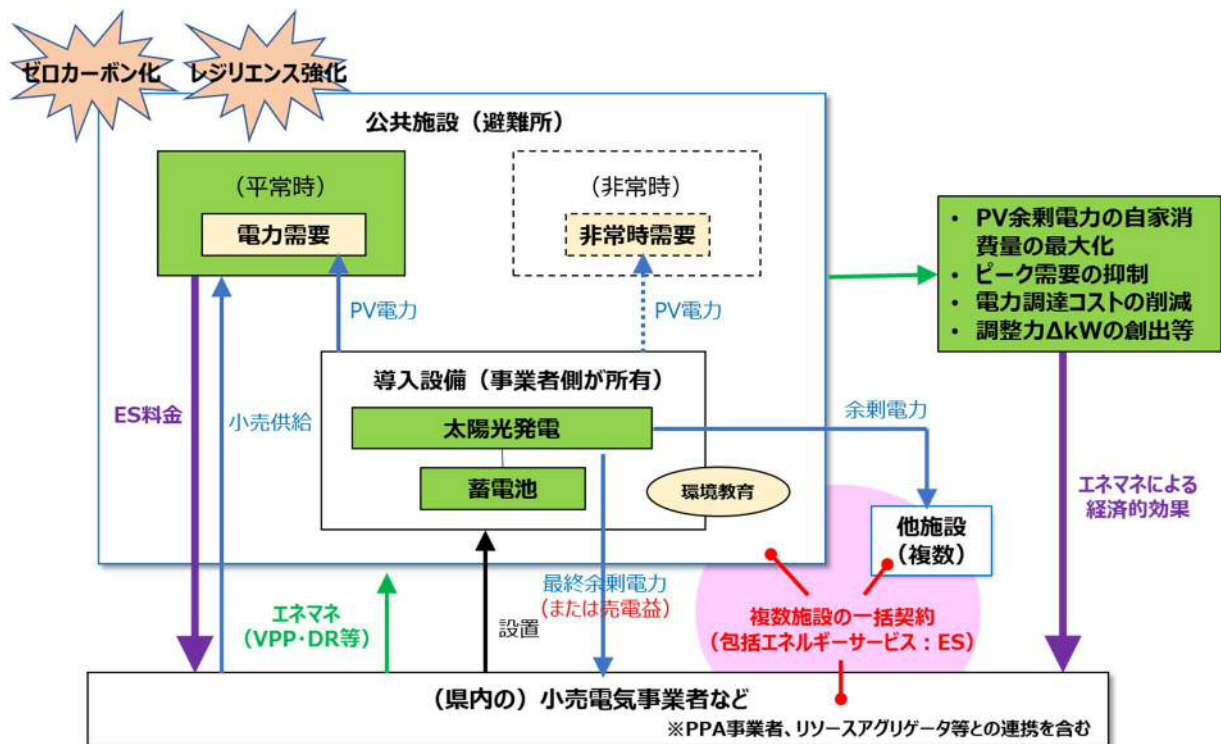 ゼロカーボン化
レジリエンス強化
公共施設（避難所）
（平常時）
電力需要
（非常時）
非常時需要
PV電力
PV電力
・ PV余剰電力の自家消
費量の最大化
・ ピーク需要の抑制
・ 電力調達コストの削減
・ 調整力ΔkWの創出等
導入設備（事業者側が所有）
太陽光発電
蓄電池
環境教育
ES料金
小売供給
余剰電力
他施設
（複数）
エネマネによる
経済的効果
エネマネ
（VPP・DR等）
設置
最終余剰電力
（または売電益）
複数施設の一括契約
（包括エネルギーサービス：ES）
（県内の）小売電気事業者など
※PPA事業者、リソースアグリゲータ等との連携を含む